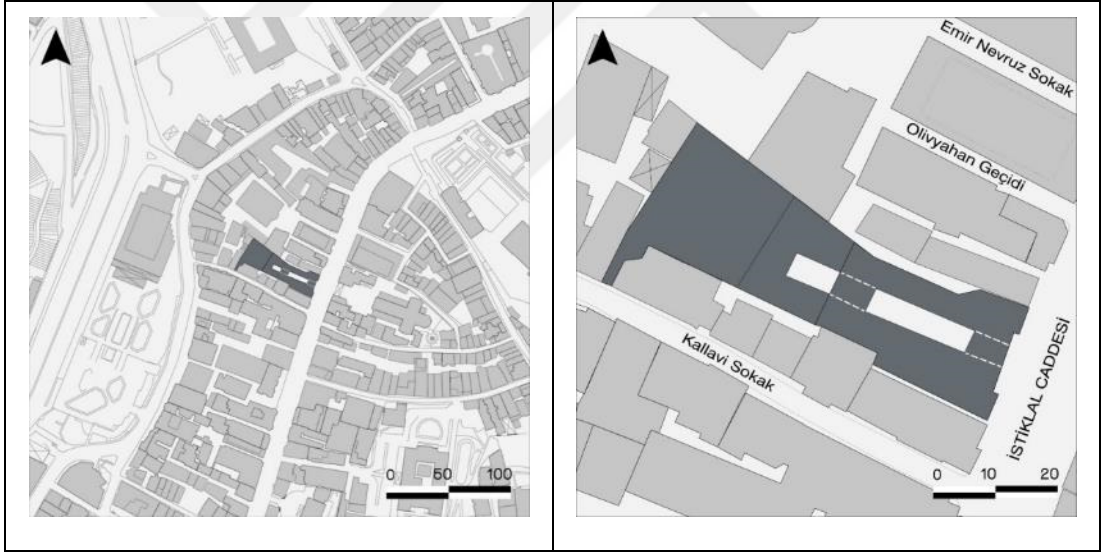 0 50 100
Emir Nevruz Sokak
Olivyahan Geçidi
Kallavi Sokak
İSTİKLAL CADDESİ
0 10 20